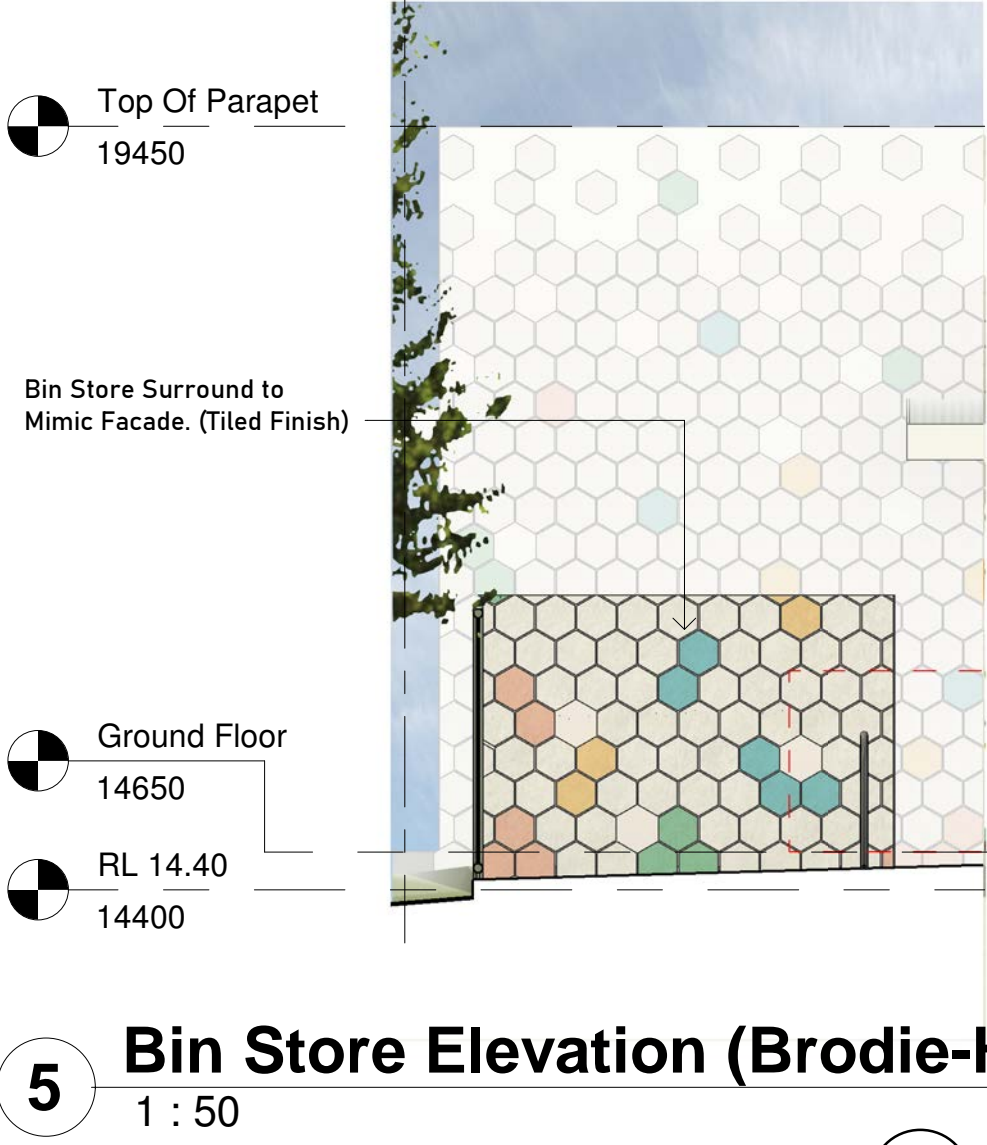 Top Of Parapet
19450
Bin Store Surround to
Mimic Facade. (Tiled Finish)
Ground Floor
14650
RL 14.40
14400
5
Bin Store Elevation (Brodie-
1 : 50